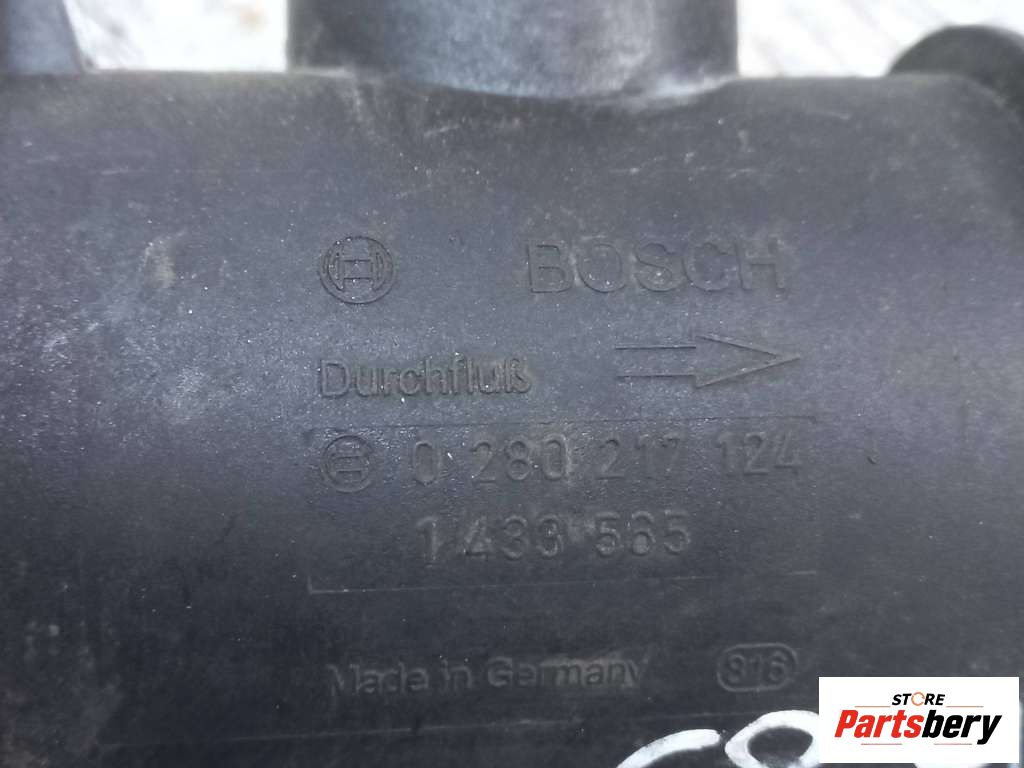 BOSCH
Durchfluß
0 280 217 124
1 433 565
Made in Germany 816
STORE
Partsbery